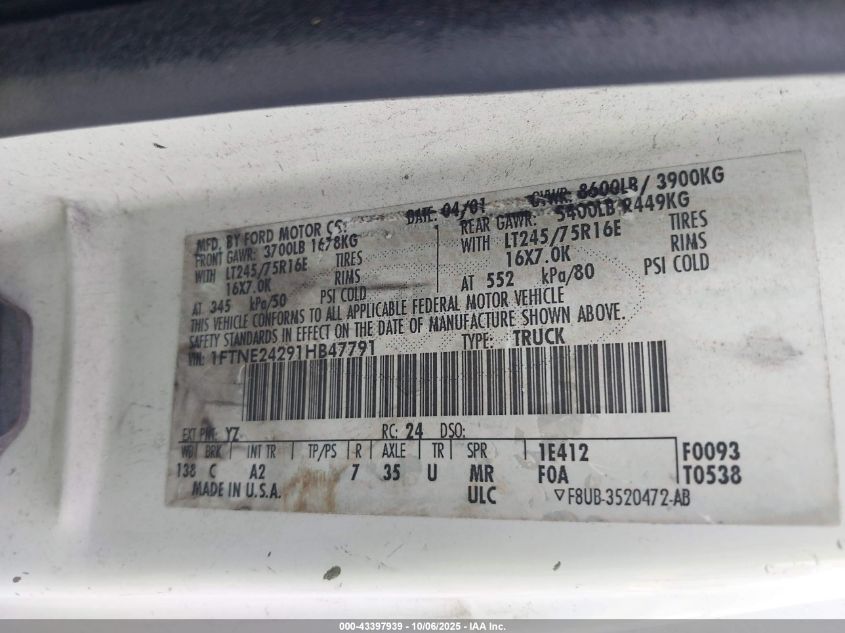 MFD. BY FORD MOTOR CO.
DATE: 04/01
GVWR: 8600LB/ 3900KG
FRONT GAWR: 3700LB 1678KG
REAR GAWR: 5400LB 2449KG
WITH LT245/75R16E TIRES
WITH LT245/75R16E TIRES
16X7.0K RIMS
16X7.0K RIMS
AT 345 kPa/50 PSI COLD
AT 552 kPa/80 PSI COLD
THIS VEHICLE CONFORMS TO ALL APPLICABLE FEDERAL MOTOR VEHICLE
SAFETY STANDARDS IN EFFECT ON THE DATE OF MANUFACTURE SHOWN ABOVE.
VIN: 1FTNE24291HB47791
TYPE: TRUCK
EXT PNT: YZ RC: 24 DSO:
WB BRK INT TR TP/PS R AXLE TR SPR 1E412 F0093
138 C A2 7 35 U MR F0A T0538
MADE IN U.S.A. ULC ▽F8UB-3520472-AB
000-43397939 - 10/06/2025 - IAA Inc.